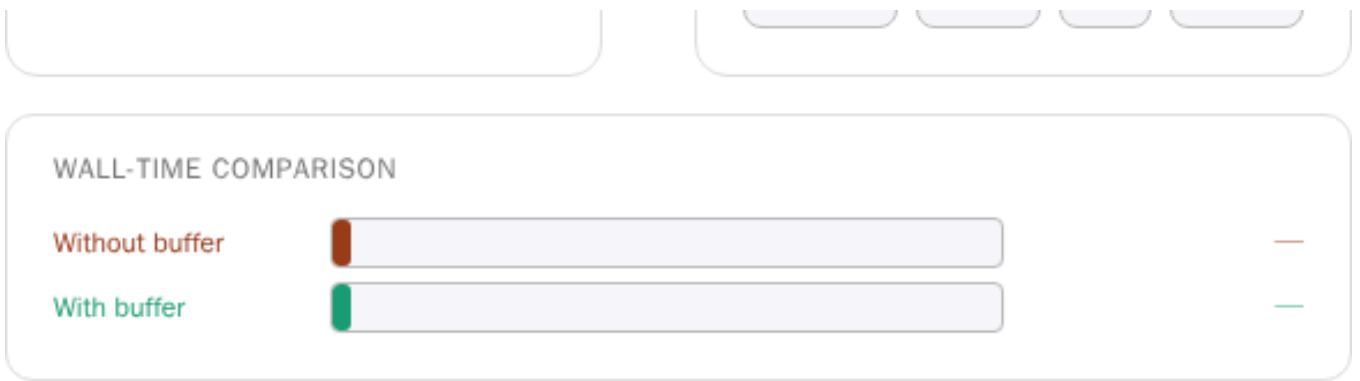 WALL-TIME COMPARISON
Without buffer —
With buffer —